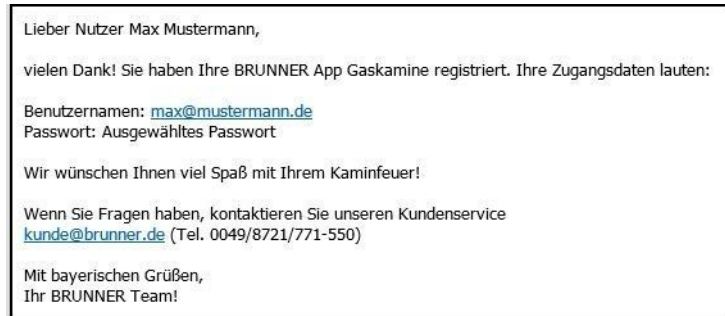 Lieber Nutzer Max Mustermann,
vielen Dank! Sie haben Ihre BRUNNER App Gaskamine registriert. Ihre Zugangsdaten lauten:
Benutzernamen: max@mustermann.de
Passwort: Ausgewähltes Passwort
Wir wünschen Ihnen viel Spaß mit Ihrem Kaminfeuer!
Wenn Sie Fragen haben, kontaktieren Sie unseren Kundenservice
kunde@brunner.de (Tel. 0049/8721/771-550)
Mit bayerischen Grüßen,
Ihr BRUNNER Team!